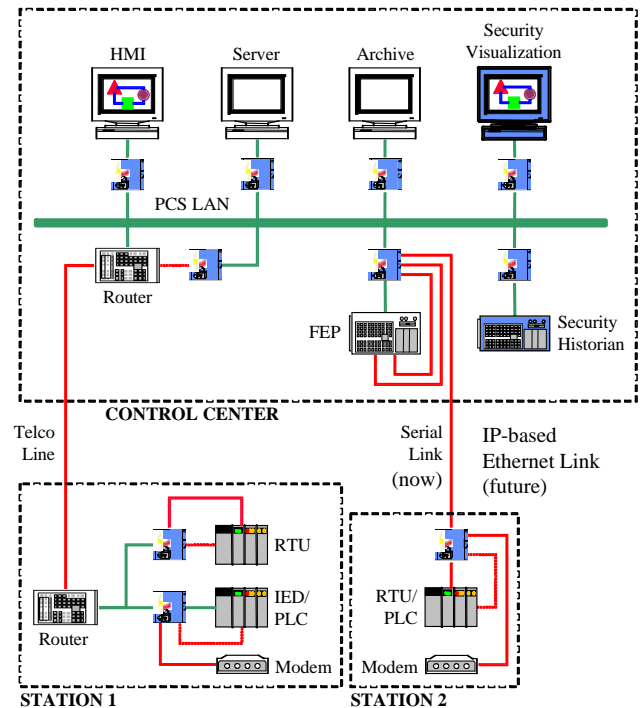 HMI
Server
Archive
Security
Visualization
PCS LAN
Router
FEP
Security
Historian
CONTROL CENTER
Telco
Line
Serial
Link
(now)
IP-based
Ethernet Link
(future)
RTU
IED/
PLC
Router
Modem
STATION 1
RTU/
PLC
Modem
STATION 2